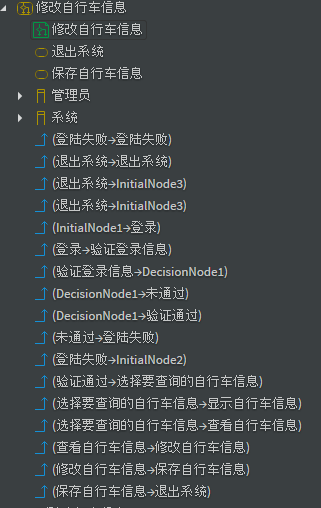 修改自行车信息
修改自行车信息
退出系统
保存自行车信息
管理员
系统
(登陆失败→登陆失败)
(退出系统→退出系统)
(退出系统→InitialNode3)
(退出系统→InitialNode3)
(InitialNode1→登录)
(登录→验证登录信息)
(验证登录信息→DecisionNode1)
(DecisionNode1→未通过)
(DecisionNode1→验证通过)
(未通过→登陆失败)
(登陆失败→InitialNode2)
(验证通过→选择要查询的自行车信息)
(选择要查询的自行车信息→显示自行车信息)
(选择要查询的自行车信息→查看自行车信息)
(查看自行车信息→修改自行车信息)
(修改自行车信息→保存自行车信息)
(保存自行车信息→退出系统)